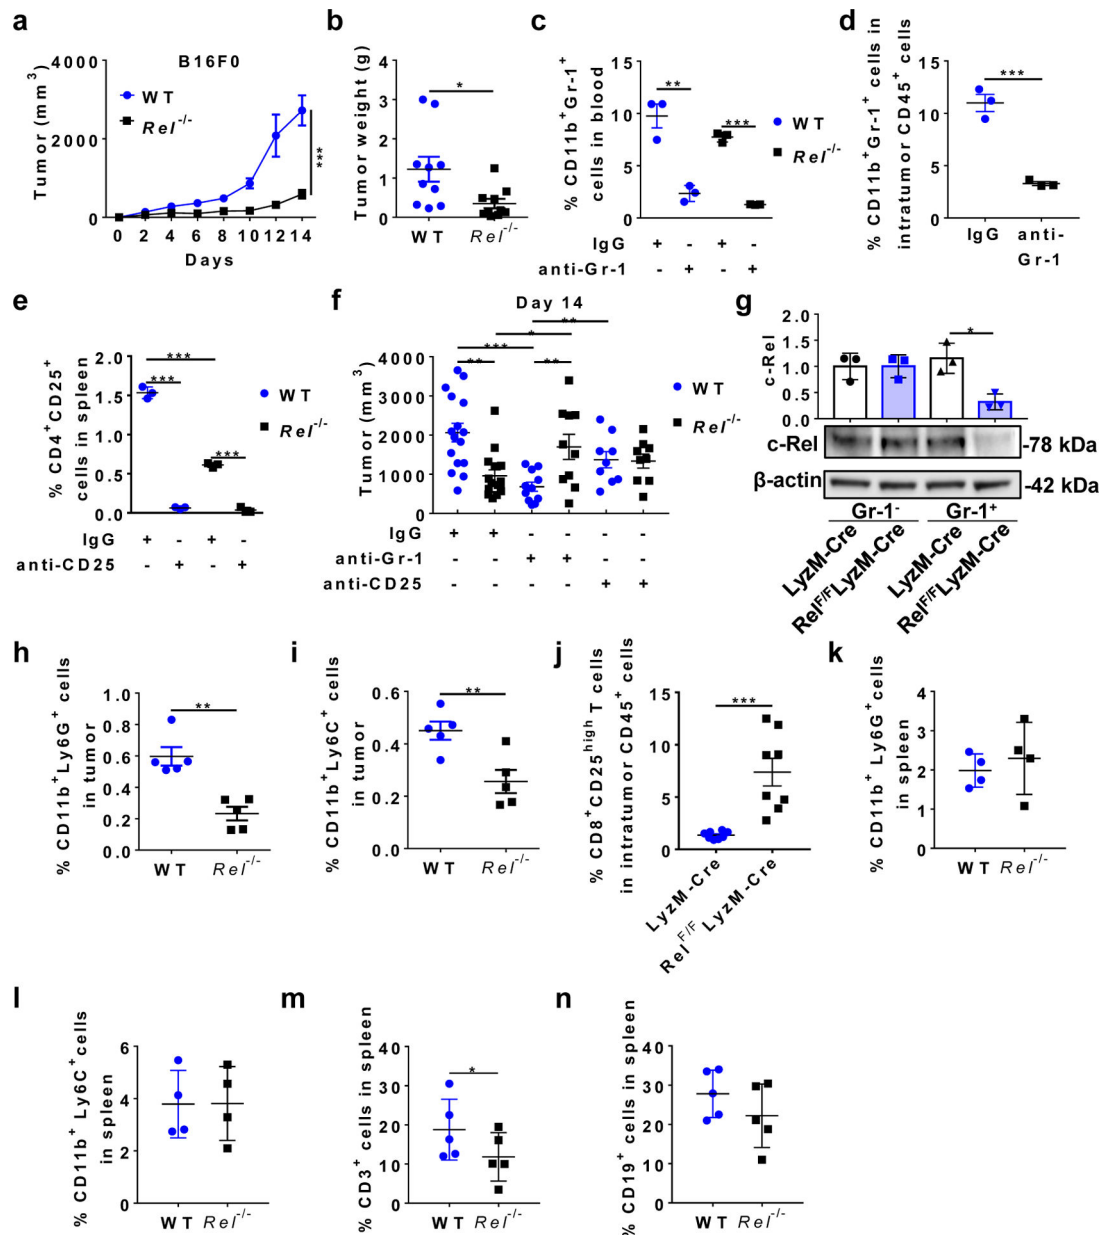 a
B16F0
Tumor (mm³)
4000
2000
0
WT
Rel⁻/⁻
***
0 2 4 6 8 10 12 14
Days
b
Tumor weight (g)
4
3
2
1
0
*
WT Rel⁻/⁻
c
% CD11b⁺Gr-1⁺
cells in blood
15
10
5
0
** ***
WT
Rel⁻/⁻
IgG + - + -
anti-Gr-1 - + - +
d
% CD11b⁺Gr-1⁺ cells in
intratumor CD45⁺ cells
15
10
5
0
***
IgG anti-
Gr-1
e
% CD4⁺CD25⁺
cells in spleen
2.0
1.5
1.0
0.5
0.0
*** ***
***
WT
Rel⁻/⁻
IgG + - + -
anti-CD25 - + - +
f
Day 14
Tumor (mm³)
4000
3000
2000
1000
0
**
*
***
** **
WT
Rel⁻/⁻
IgG + + - - - -
anti-Gr-1 - - + + - -
anti-CD25 - - - - + +
g
c-Rel
2.0
1.5
1.0
0.5
0.0
*
c-Rel -78 kDa
β-actin -42 kDa
Gr-1⁻ Gr-1⁺
LyzM-Cre
Relᶠ/ᶠLyzM-Cre
LyzM-Cre
Relᶠ/ᶠLyzM-Cre
h
% CD11b⁺Ly6G⁺ cells
in tumor
1.0
0.8
0.6
0.4
0.2
0.0
**
WT Rel⁻/⁻
i
% CD11b⁺Ly6C⁺ cells
in tumor
0.6
0.4
0.2
0.0
**
WT Rel⁻/⁻
j
% CD8⁺CD25ʰⁱᵍʰ T cells
in intratumor CD45⁺ cells
15
10
5
0
***
LyzM-Cre
Relᶠ/ᶠ LyzM-Cre
k
% CD11b⁺ Ly6G⁺ cells
in spleen
4
3
2
1
0
WT Rel⁻/⁻
l
% CD11b⁺ Ly6C⁺cells
in spleen
6
4
2
0
WT Rel⁻/⁻
m
% CD3⁺ cells in spleen
40
30
20
10
0
*
WT Rel⁻/⁻
n
% CD19⁺ cells in spleen
40
30
20
10
0
WT Rel⁻/⁻